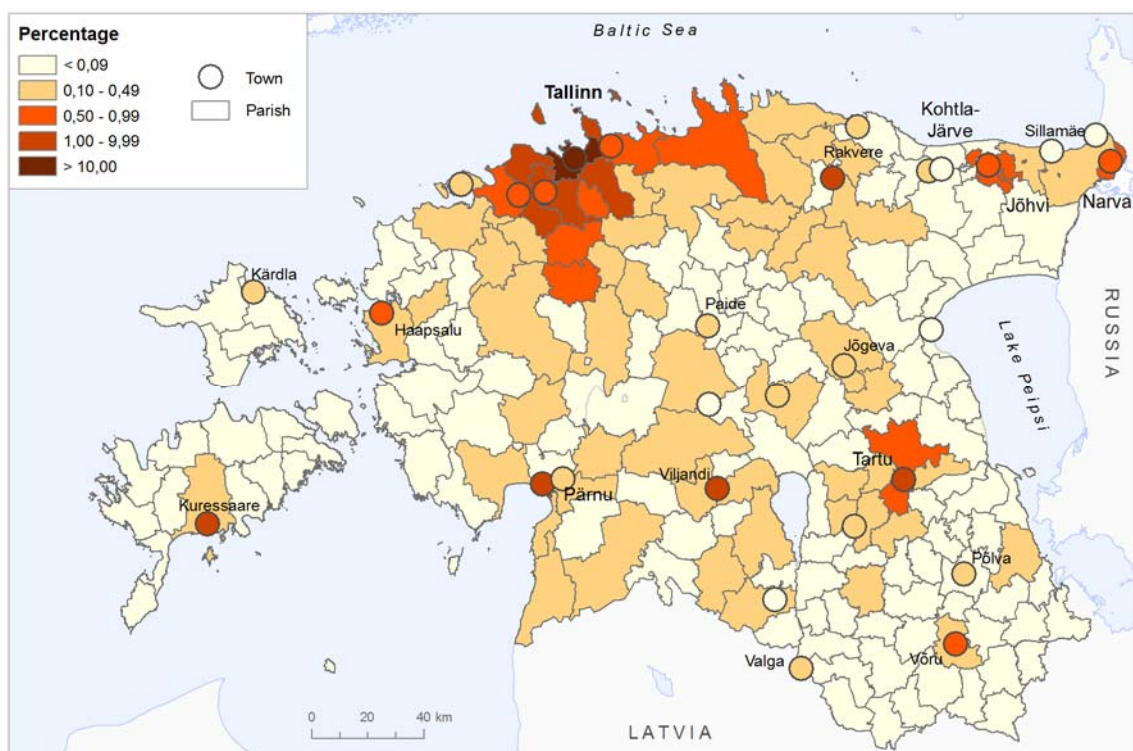 Percentage
< 0,09
0,10 - 0,49
0,50 - 0,99
1,00 - 9,99
> 10,00
Town
Parish
Baltic Sea
Tallinn
Kohtla-
Järve
Sillamäe
Rakvere
Jõhvi
Narva
Kärdla
Haapsalu
Paide
Jõgeva
Lake Peipsi
RUSSIA
Tartu
Viljandi
Pärnu
Kuressaare
Põlva
Võru
Valga
0 20 40 km
LATVIA